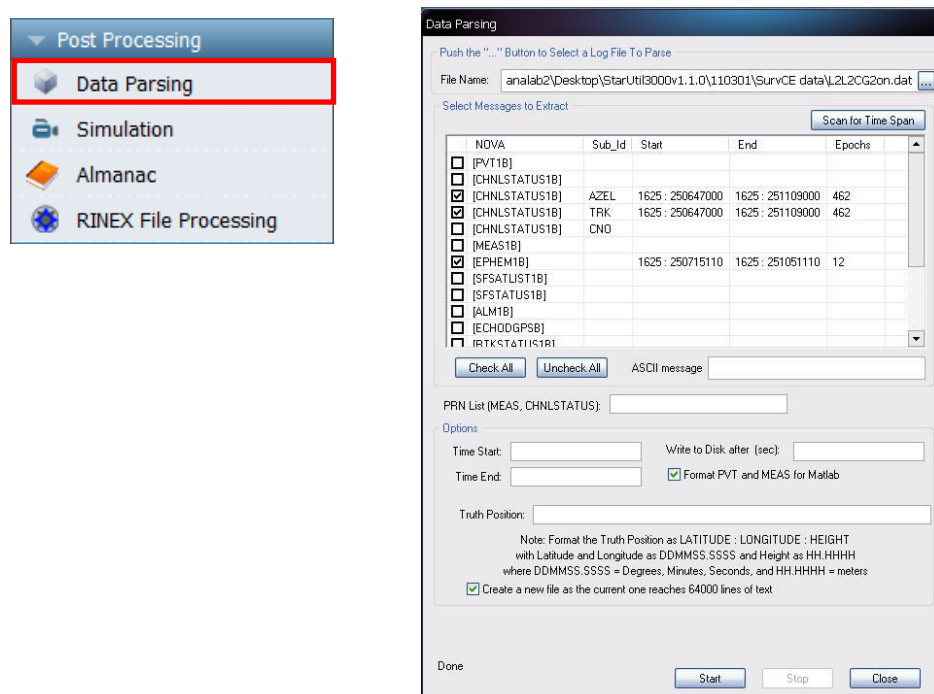 Post Processing
Data Parsing
Simulation
Almanac
RINEX File Processing
Data Parsing
Push the "..." Button to Select a Log File To Parse
File Name: analab2\Desktop\StarUtil3000v1.1.0\110301\SurvCE data\L2L2CG2on.dat ...
Select Messages to Extract
Scan for Time Span
NOVA Sub_Id Start End Epochs
[PVT1B]
[CHNLSTATUS1B]
[CHNLSTATUS1B] AZEL 1625 : 250647000 1625 : 251109000 462
[CHNLSTATUS1B] TRK 1625 : 250647000 1625 : 251109000 462
[CHNLSTATUS1B] CNO
[MEAS1B]
[EPHEM1B] 1625 : 250715110 1625 : 251051110 12
[SFSATLIST1B]
[SFSTATUS1B]
[ALM1B]
[ECHODGPSB]
[RTKSTATUS1B]
Check All Uncheck All ASCII message
PRN List (MEAS, CHNLSTATUS):
Options
Time Start: Write to Disk after (sec):
Time End: Format PVT and MEAS for Matlab
Truth Position:
Note: Format the Truth Position as LATITUDE : LONGITUDE : HEIGHT
with Latitude and Longitude as DDMMSS.SSSS and Height as HH.HHHH
where DDMMSS.SSSS = Degrees, Minutes, Seconds, and HH.HHHH = meters
Create a new file as the current one reaches 64000 lines of text
Done
Start Stop Close